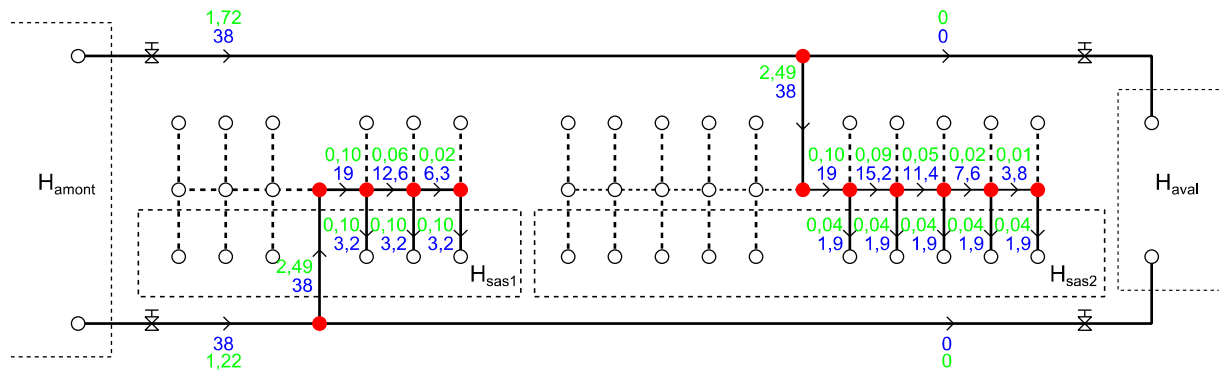 1,72
38
0
0
2,49
38
0,10 0,06 0,02
19 12,6 6,3
0,10 0,09 0,05 0,02 0,01
19 15,2 11,4 7,6 3,8
H_amont
H_aval
0,10 0,10 0,10
3,2 3,2 3,2
0,04 0,04 0,04 0,04 0,04
1,9 1,9 1,9 1,9 1,9
2,49
38
H_sas1
H_sas2
38
1,22
0
0